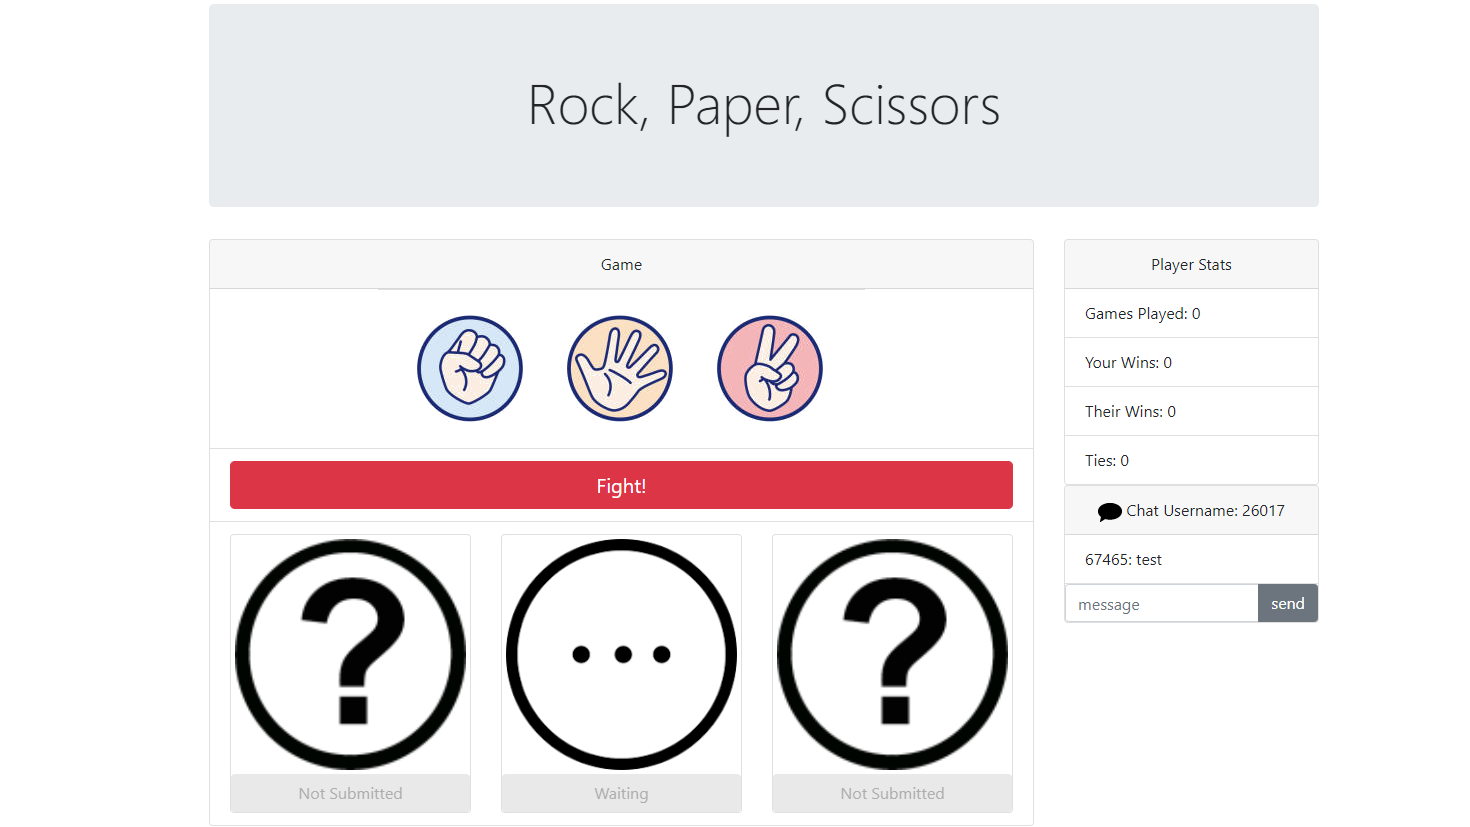 Rock, Paper, Scissors
Game
Fight!
Not Submitted
Waiting
Not Submitted
Player Stats
Games Played: 0
Your Wins: 0
Their Wins: 0
Ties: 0
Chat Username: 26017
67465: test
message
send